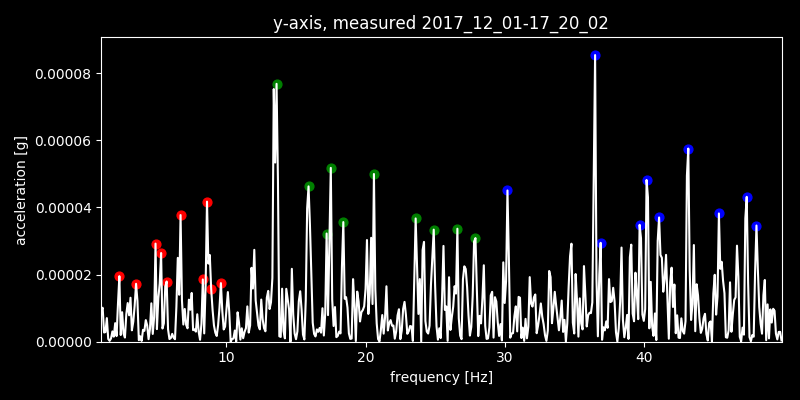 y-axis, measured 2017_12_01-17_20_02
0.00008
0.00006
0.00004
0.00002
0.00000
acceleration [g]
10 20 30 40
frequency [Hz]